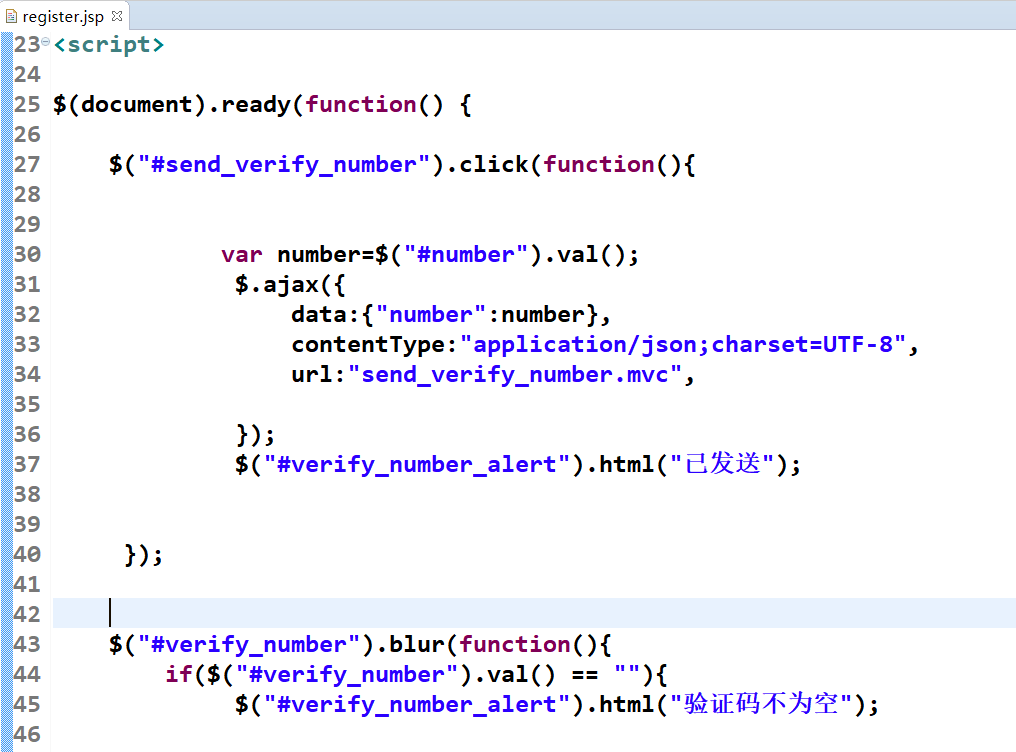 register.jsp
23 <script>
24
25 $(document).ready(function() {
26
27 $("#send_verify_number").click(function(){
28
29
30 var number=$("#number").val();
31 $.ajax({
32 data:{"number":number},
33 contentType:"application/json;charset=UTF-8",
34 url:"send_verify_number.mvc",
35
36 });
37 $("#verify_number_alert").html("已发送");
38
39
40 });
41
42
43 $("#verify_number").blur(function(){
44 if($("#verify_number").val() == ""){
45 $("#verify_number_alert").html("验证码不为空");
46